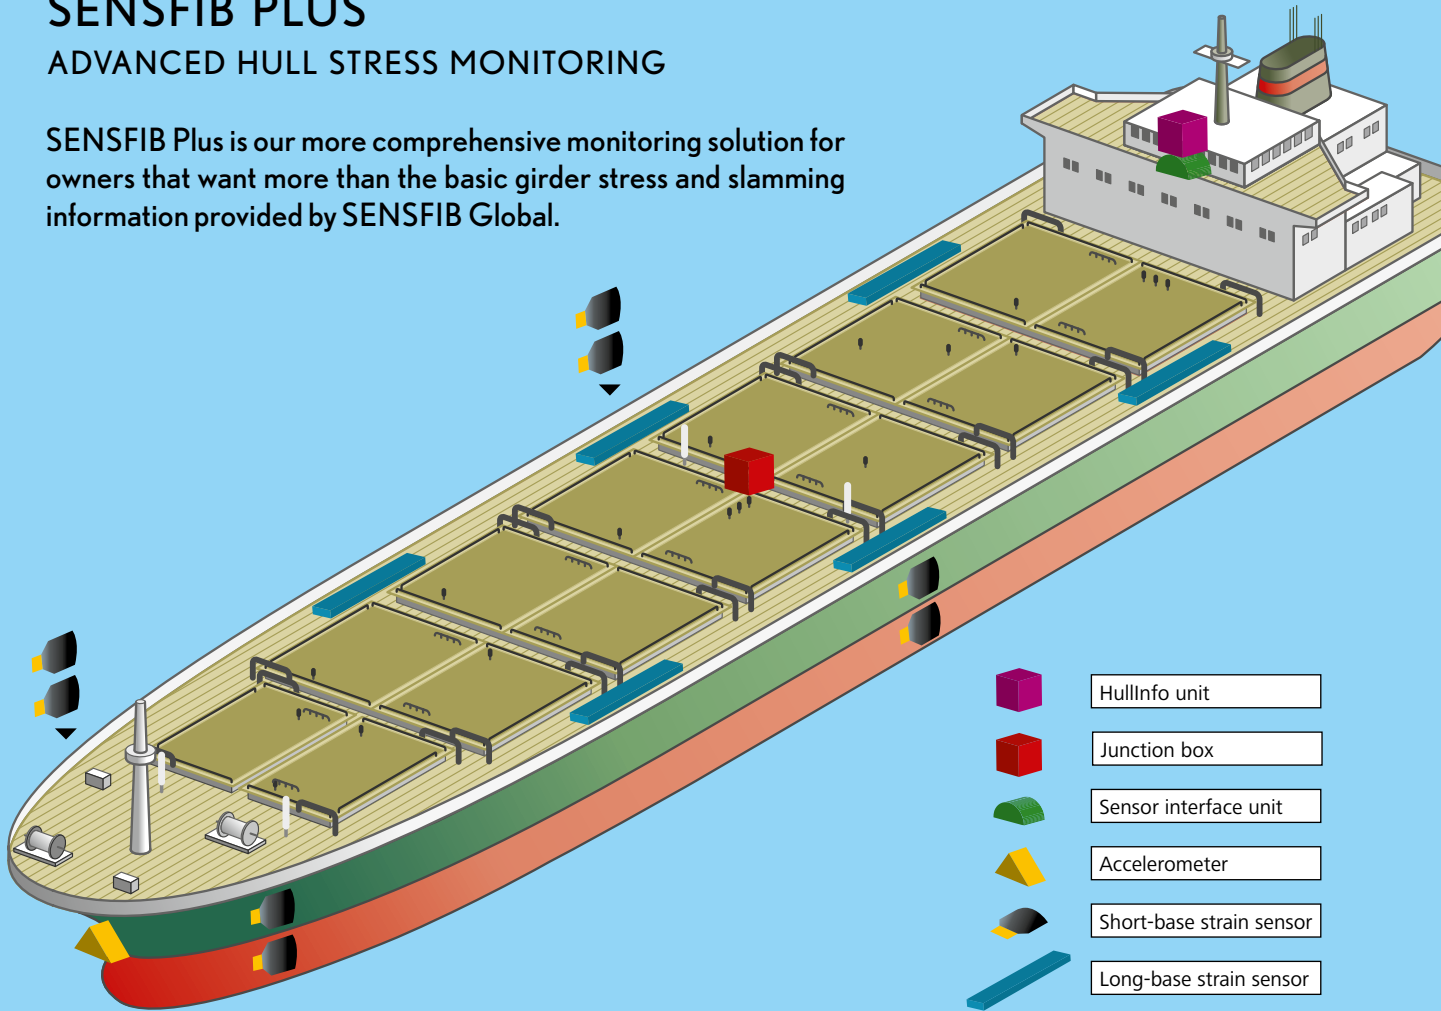 SENSFIB PLUS
ADVANCED HULL STRESS MONITORING
SENSFIB Plus is our more comprehensive monitoring solution for
owners that want more than the basic girder stress and slamming
information provided by SENSFIB Global.
HullInfo unit
Junction box
Sensor interface unit
Accelerometer
Short-base strain sensor
Long-base strain sensor